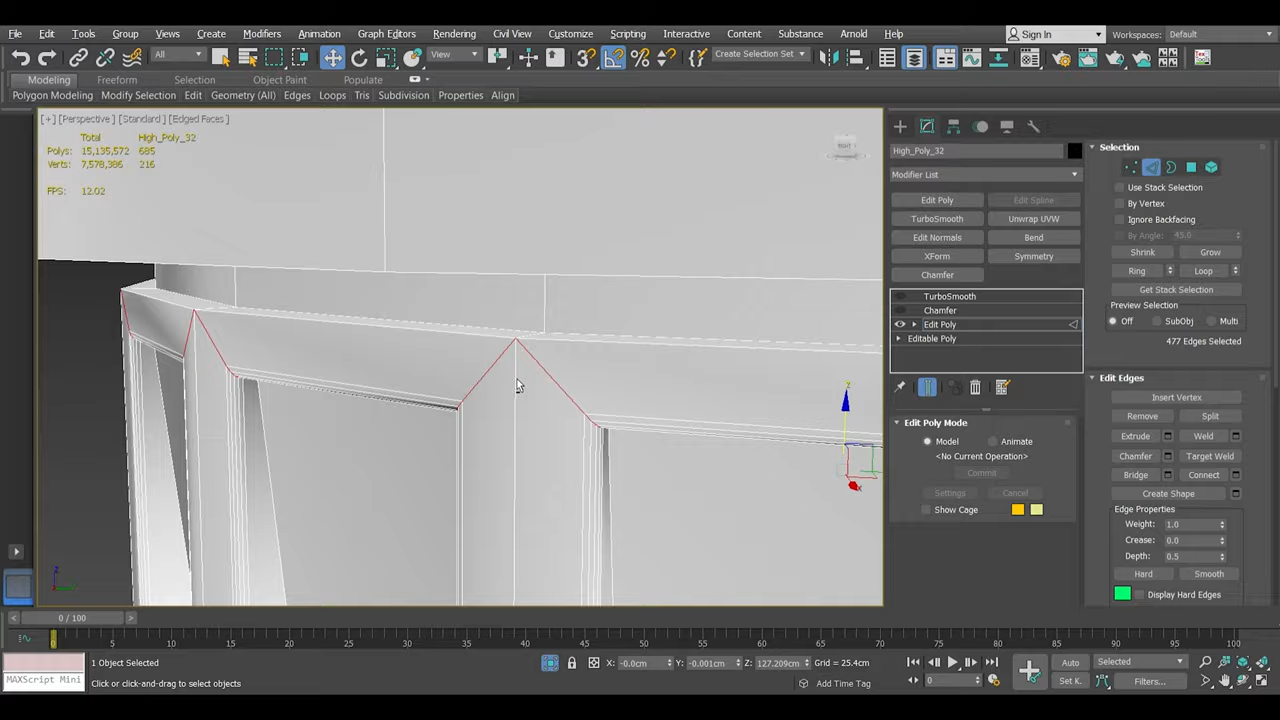 File Edit Tools Group Views Create Modifiers Animation Graph Editors Rendering Civil View Customize Scripting Interactive Content Substance Arnold Help Sign In Workspaces: Default
All View Create Selection Set
Modeling Freeform Selection Object Paint Populate
Polygon Modeling Modify Selection Edit Geometry (All) Edges Loops Tris Subdivision Properties Align
[+] [Perspective] [Standard] [Edged Faces]
Total High_Poly_32
Polys: 15,135,572 685
Verts: 7,578,386 216
FPS: 12.02
RIGHT
z
x
z
High_Poly_32
Modifier List
Edit Poly Edit Spline
TurboSmooth Unwrap UVW
Edit Normals Bend
XForm Symmetry
Chamfer
TurboSmooth
Chamfer
Edit Poly
Editable Poly
Edit Poly Mode
Model Animate
<No Current Operation>
Commit
Settings Cancel
Show Cage
Selection
Use Stack Selection
By Vertex
Ignore Backfacing
By Angle: 45.0
Shrink Grow
Ring Loop
Get Stack Selection
Preview Selection
Off SubObj Multi
477 Edges Selected
Edit Edges
Insert Vertex
Remove Split
Extrude Weld
Chamfer Target Weld
Bridge Connect
Create Shape
Edge Properties
Weight: 1.0
Crease: 0.0
Depth: 0.5
Hard Smooth
Display Hard Edges
0 / 100
0 5 10 15 20 25 30 35 40 45 50 55 60 65 70 75 80 85 90 95 100
1 Object Selected X: -0.0cm Y: -0.001cm Z: 127.209cm Grid = 25.4cm Auto Selected
MAXScript Mini Click or click-and-drag to select objects Add Time Tag 0 Set K. Filters...